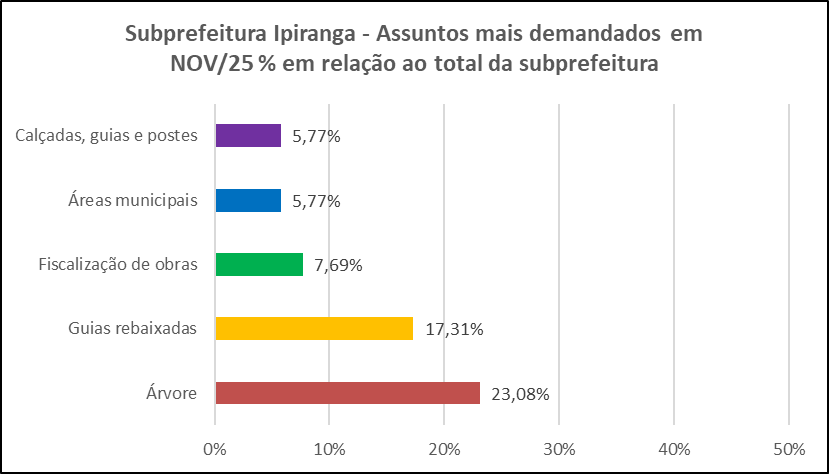 Subprefeitura Ipiranga - Assuntos mais demandados em
NOV/25 % em relação ao total da subprefeitura
Calçadas, guias e postes 5,77%
Áreas municipais 5,77%
Fiscalização de obras 7,69%
Guias rebaixadas 17,31%
Árvore 23,08%
0% 10% 20% 30% 40% 50%